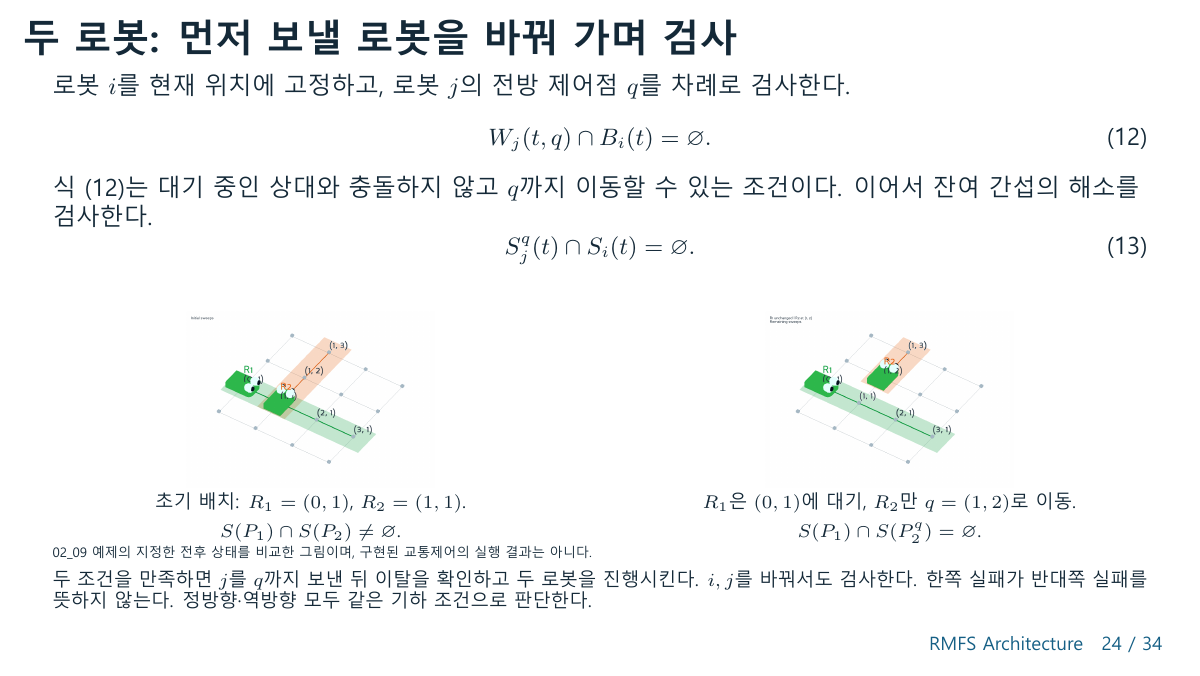 두 로봇: 먼저 보낼 로봇을 바꿔 가며 검사
로봇 i를 현재 위치에 고정하고, 로봇 j의 전방 제어점 q를 차례로 검사한다.
W_j(t, q) ∩ B_i(t) = ∅. (12)
식 (12)는 대기 중인 상대와 충돌하지 않고 q까지 이동할 수 있는 조건이다. 이어서 잔여 간섭의 해소를
검사한다.
S_j^q(t) ∩ S_i(t) = ∅. (13)
Initial sweeps
(1, 3)
R1
(1, 2)
R2
(2, 1)
(3, 1)
Remaining sweeps
(1, 3)
R2
R1
(1, 1)
(2, 1)
(3, 1)
초기 배치: R_1 = (0, 1), R_2 = (1, 1).
S(P_1) ∩ S(P_2) ≠ ∅.
R_1은 (0, 1)에 대기, R_2만 q = (1, 2)로 이동.
S(P_1) ∩ S(P_2^q) = ∅.
02_09 예제의 지정한 전후 상태를 비교한 그림이며, 구현된 교통제어의 실행 결과는 아니다.
두 조건을 만족하면 j를 q까지 보낸 뒤 이탈을 확인하고 두 로봇을 진행시킨다. i, j를 바꿔서도 검사한다. 한쪽 실패가 반대쪽 실패를
뜻하지 않는다. 정방향·역방향 모두 같은 기하 조건으로 판단한다.
RMFS Architecture 24 / 34